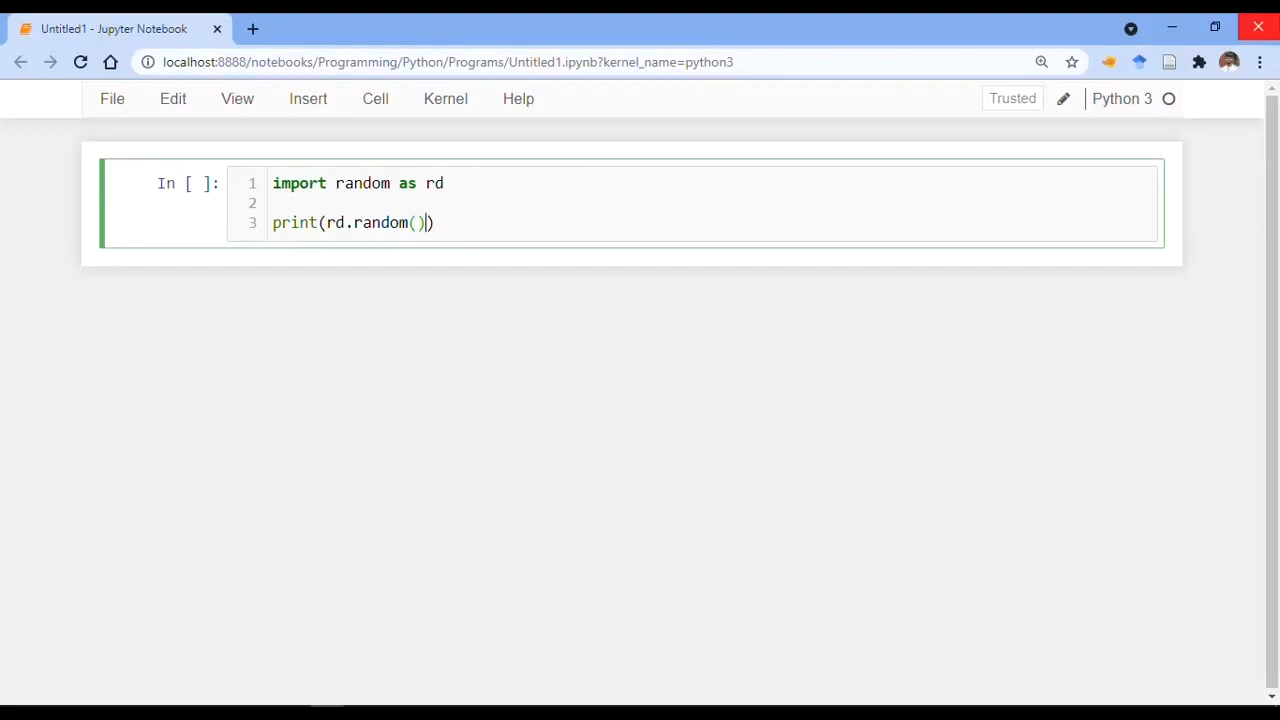 Untitled1 - Jupyter Notebook
localhost:8888/notebooks/Programming/Python/Programs/Untitled1.ipynb?kernel_name=python3
File Edit View Insert Cell Kernel Help Trusted Python 3
In [ ]: 1 import random as rd
2
3 print(rd.random())